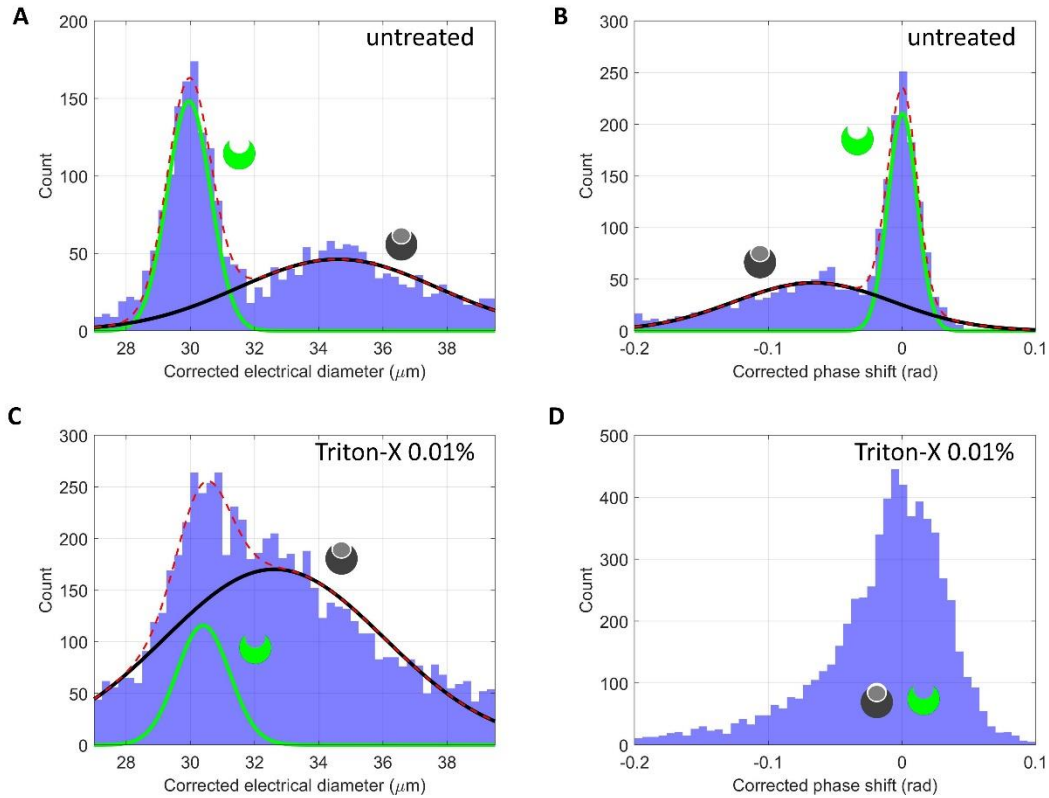 A
untreated
200
150
100
50
0
Count
28 30 32 34 36 38
Corrected electrical diameter (μm)
B
untreated
300
250
200
150
100
50
0
Count
-0.2 -0.1 0 0.1
Corrected phase shift (rad)
C
Triton-X 0.01%
300
250
200
150
100
50
0
Count
28 30 32 34 36 38
Corrected electrical diameter (μm)
D
Triton-X 0.01%
500
400
300
200
100
0
Count
-0.2 -0.1 0 0.1
Corrected phase shift (rad)